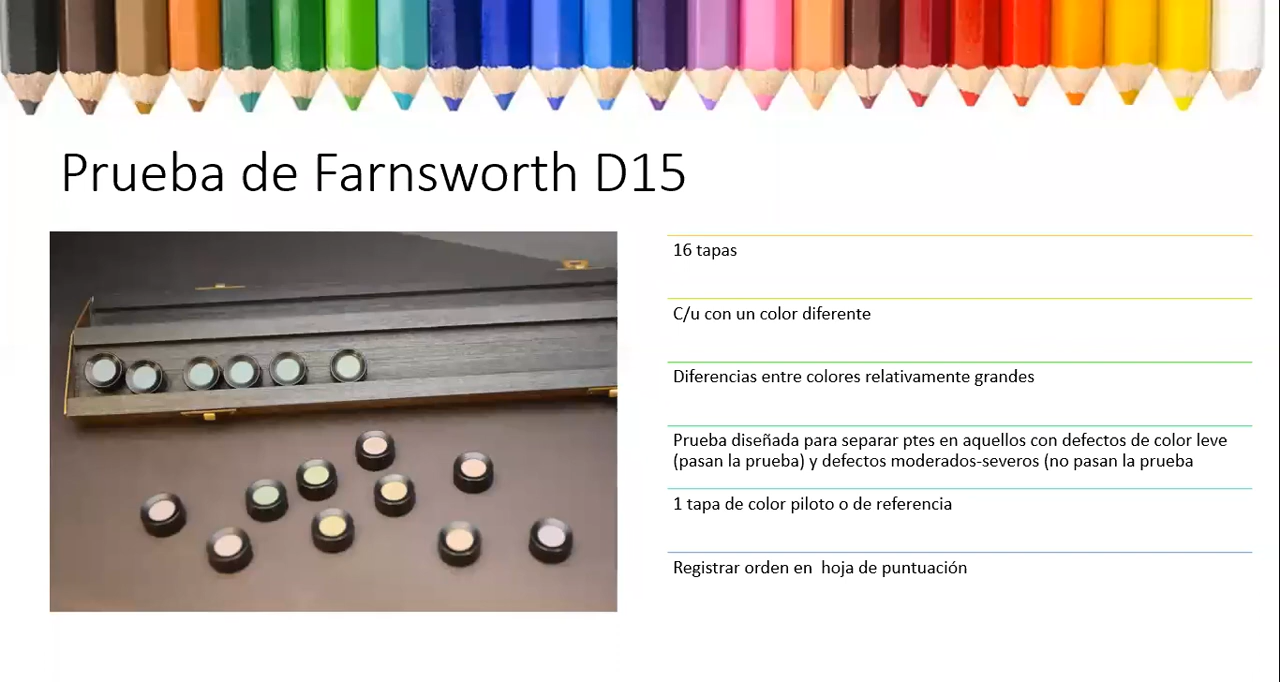 Prueba de Farnsworth D15
16 tapas
C/u con un color diferente
Diferencias entre colores relativamente grandes
Prueba diseñada para separar ptes en aquellos con defectos de color leve
(pasan la prueba) y defectos moderados-severos (no pasan la prueba
1 tapa de color piloto o de referencia
Registrar orden en  hoja de puntuación